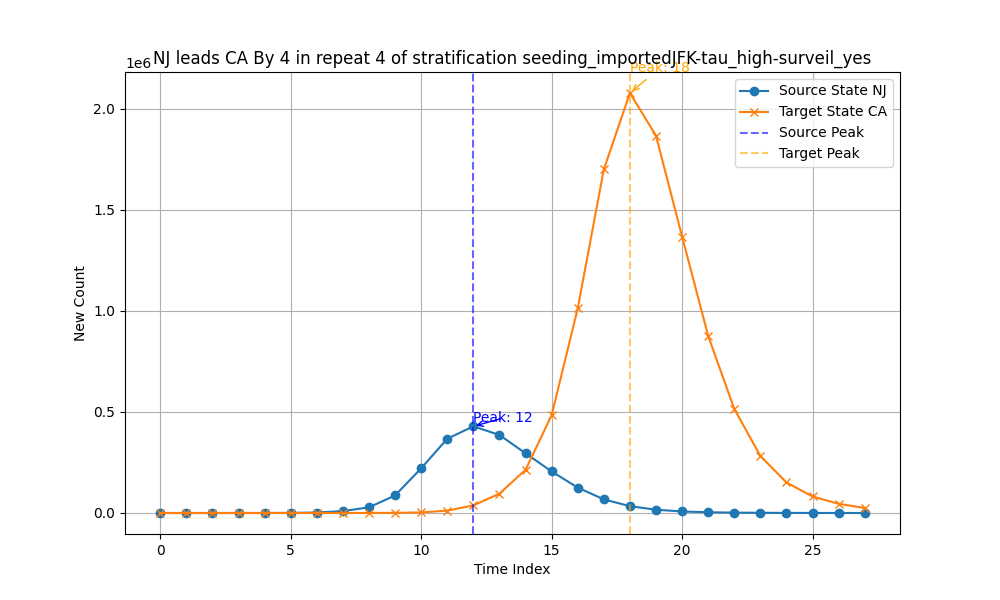 NJ leads CA By 4 in repeat 4 of stratification seeding_importedJFK-tau_high-surveil_yes
1e6
Peak: 18
Source State NJ
Target State CA
Source Peak
Target Peak
2.0
1.5
1.0
0.5
0.0
New Count
Peak: 12
0 5 10 15 20 25
Time Index